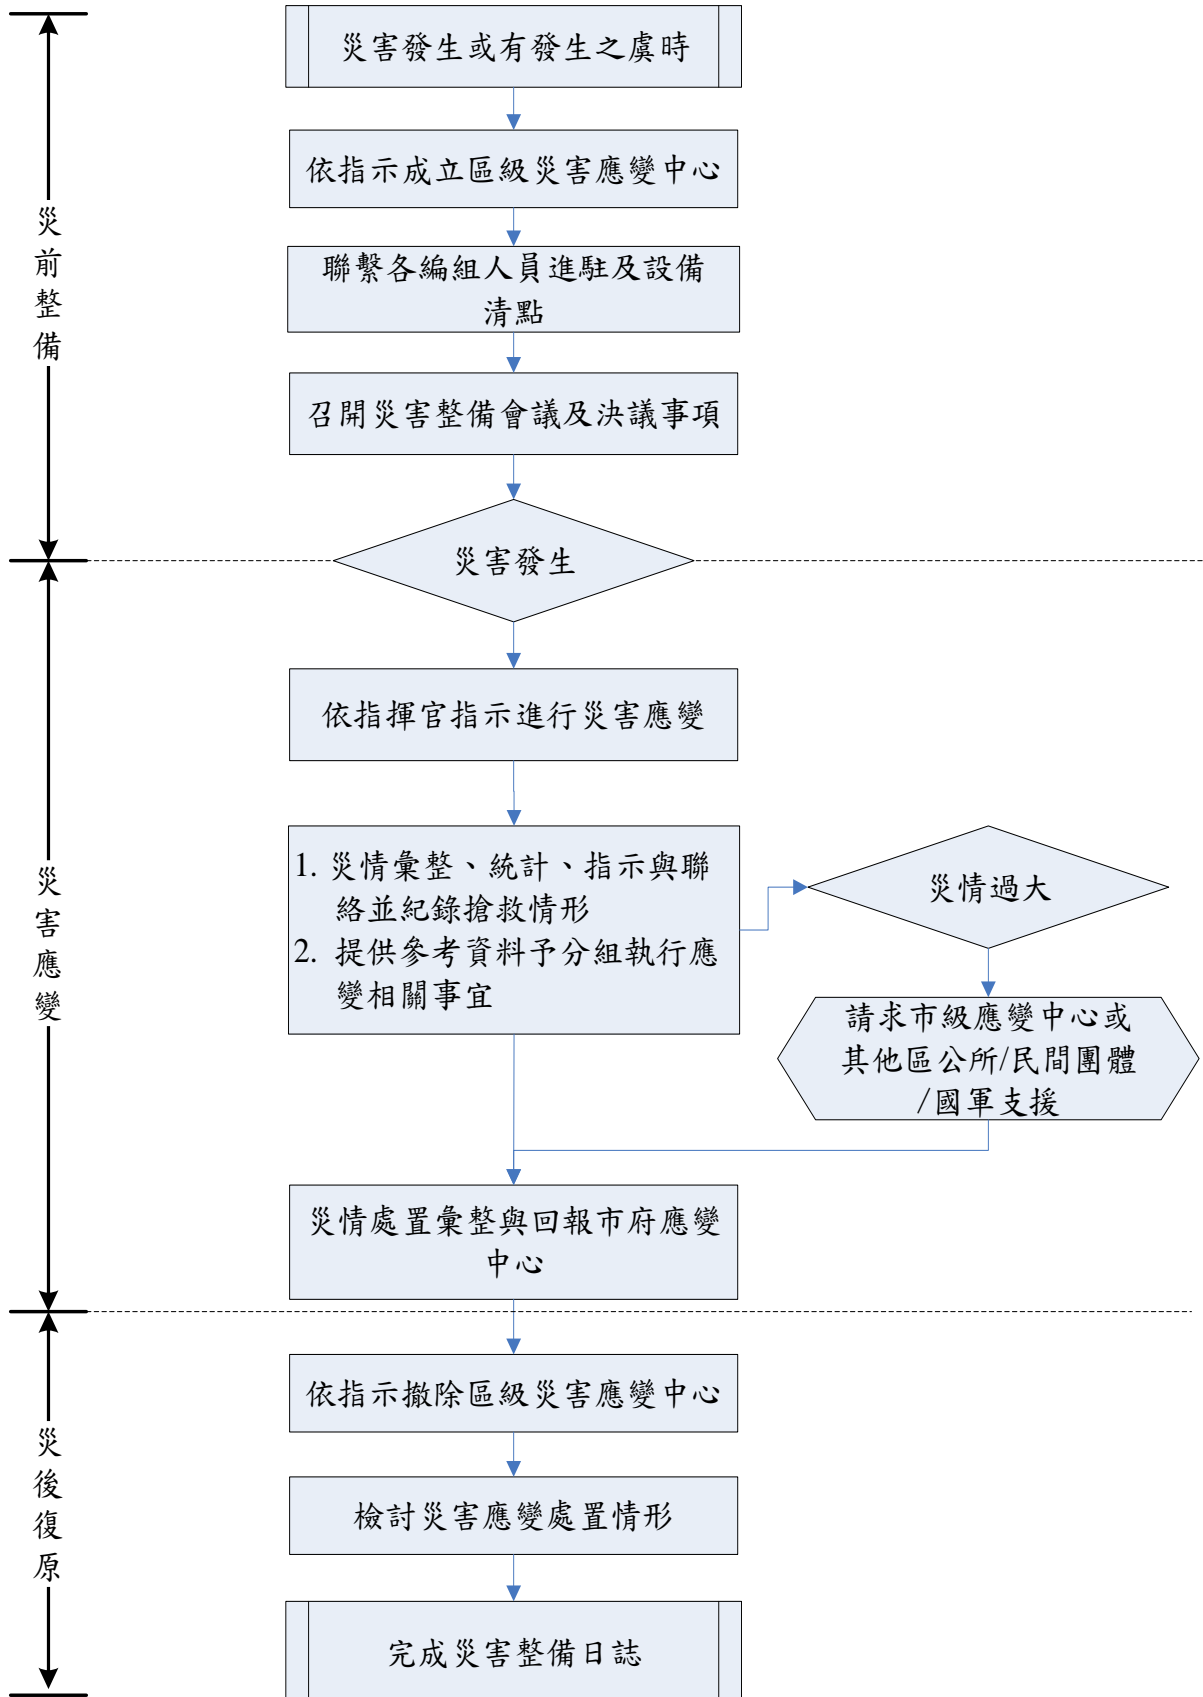 災害發生或有發生之虞時
依指示成立區級災害應變中心
災前整備
聯繫各編組人員進駐及設備
清點
召開災害整備會議及決議事項
災害發生
依指揮官指示進行災害應變
災害應變
1. 災情彙整、統計、指示與聯
絡並紀錄搶救情形
2. 提供參考資料予分組執行應
變相關事宜
災情過大
請求市級應變中心或
其他區公所/民間團體
/國軍支援
災情處置彙整與回報市府應變
中心
依指示撤除區級災害應變中心
災後復原
檢討災害應變處置情形
完成災害整備日誌